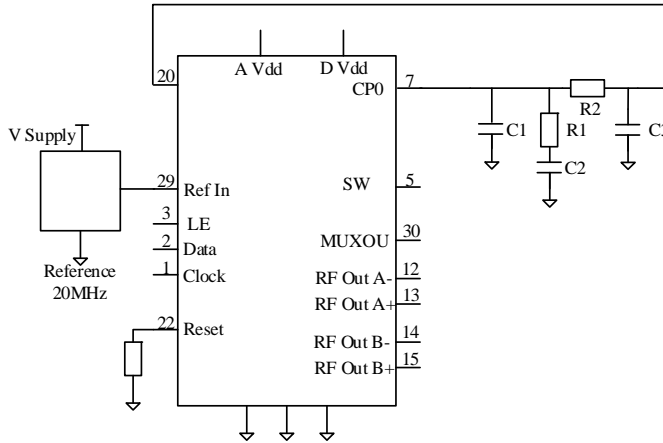 A Vdd
D Vdd
20
7
CP0
R2
C1
R1
C3
C2
V Supply
29
Ref In
SW
5
3
LE
2
Data
MUXOU
30
1
Clock
RF Out A-
12
RF Out A+
13
Reference
20MHz
22
Reset
RF Out B-
14
RF Out B+
15